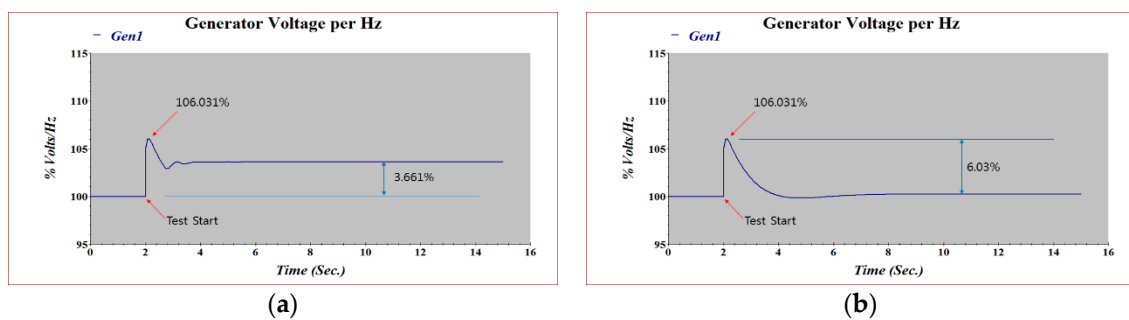 Generator Voltage per Hz
Gen1
115
110
105
100
95
% Volts/Hz
106.031%
3.661%
Test Start
0 2 4 6 8 10 12 14 16
Time (Sec.)
(a)
Generator Voltage per Hz
Gen1
115
110
105
100
95
% Volts/Hz
106.031%
6.03%
Test Start
0 2 4 6 8 10 12 14 16
Time (Sec.)
(b)